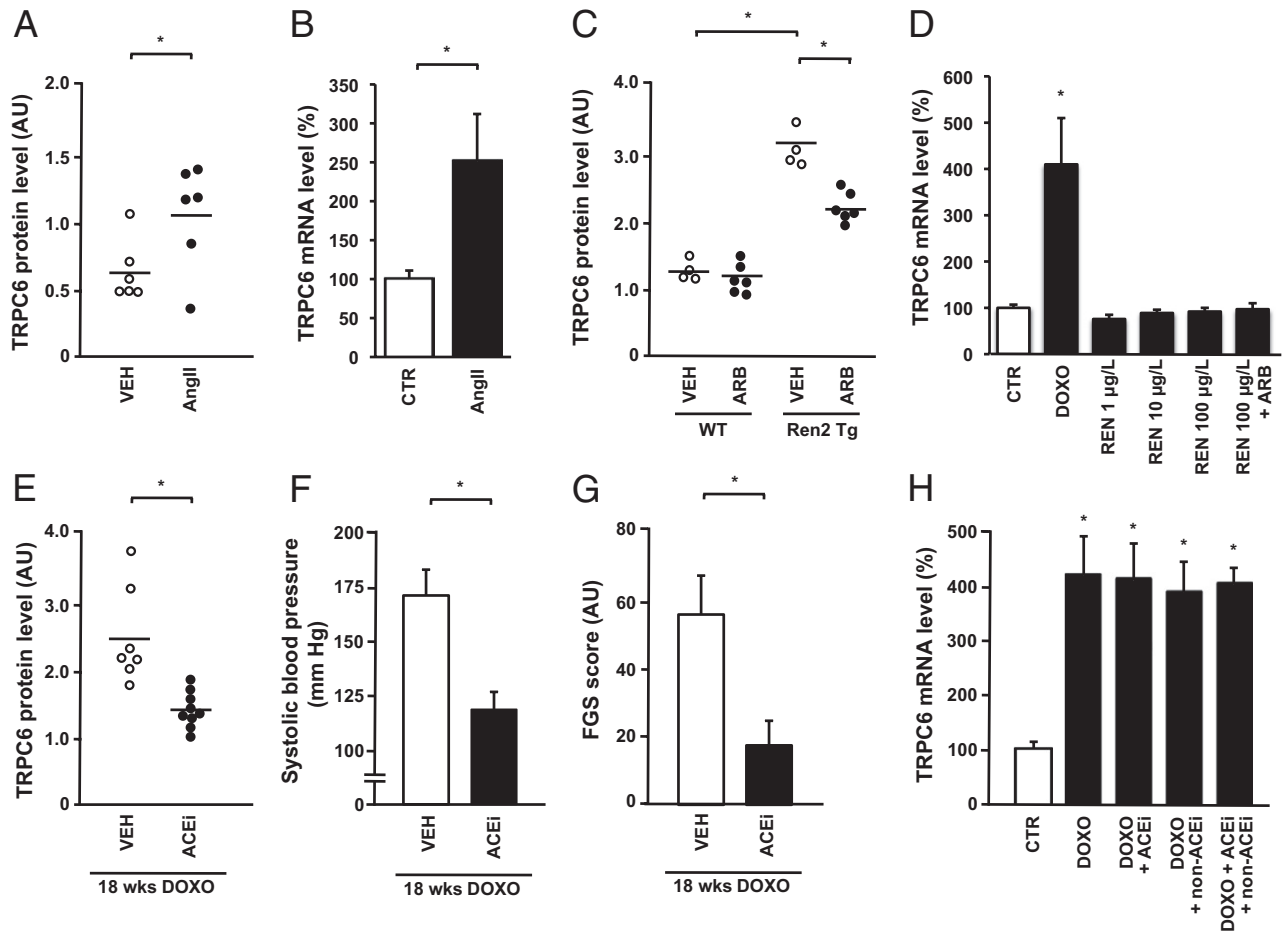 A
*
TRPC6 protein level (AU)
2.0
1.5
1.0
0.5
0
VEH
AngII
B
*
TRPC6 mRNA level (%)
350
300
250
200
150
100
50
0
CTR
AngII
C
*
*
TRPC6 protein level (AU)
4.0
3.0
2.0
1.0
0
VEH
ARB
VEH
ARB
WT
Ren2 Tg
D
TRPC6 mRNA level (%)
600
500
400
300
200
100
0
*
CTR
DOXO
REN 1 µg/L
REN 10 µg/L
REN 100 µg/L
REN 100 µg/L
+ ARB
E
*
TRPC6 protein level (AU)
4.0
3.0
2.0
1.0
0
VEH
ACEi
18 wks DOXO
F
*
Systolic blood pressure
(mm Hg)
200
175
150
125
100
0
VEH
ACEi
18 wks DOXO
G
*
FGS score (AU)
80
60
40
20
0
VEH
ACEi
18 wks DOXO
H
TRPC6 mRNA level (%)
500
400
300
200
100
0
*
*
*
*
CTR
DOXO
DOXO
+ ACEi
DOXO
+ non-ACEi
DOXO + ACEi
+ non-ACEi